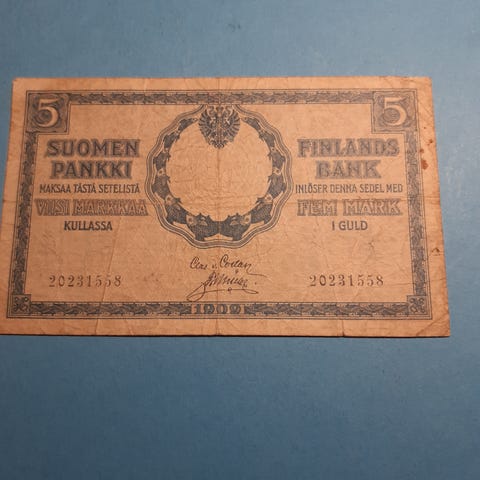 5
5
SUOMEN
PANKKI
MAKSAA TÄSTÄ SETELISTÄ
VIISI MARKKAA
KULLASSA
20231558
FINLANDS
BANK
INLÖSER DENNA SEDEL MED
FEM MARK
I GULD
20231558
1909